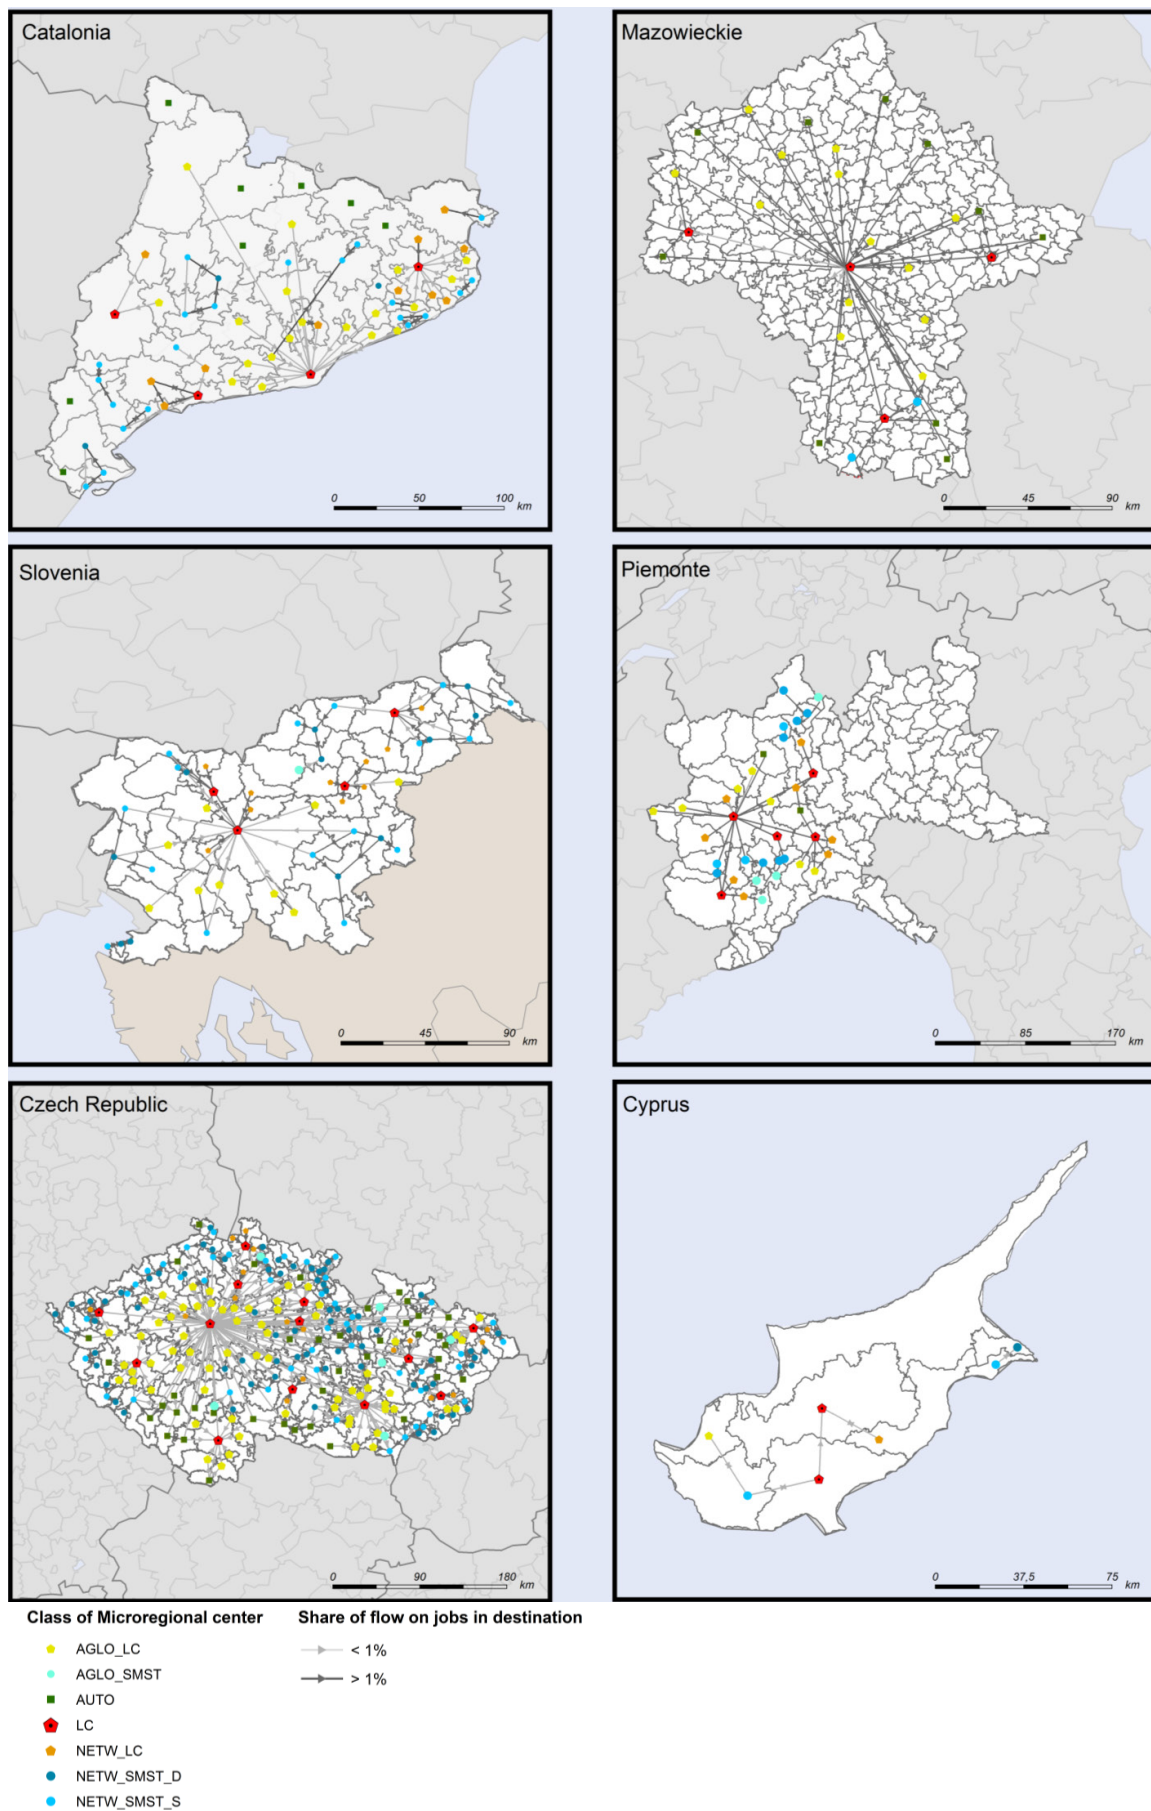 Catalonia
0 50 100 km
Mazowieckie
0 45 90 km
Slovenia
0 45 90 km
Piemonte
0 85 170 km
Czech Republic
0 90 180 km
Cyprus
0 37,5 75 km
Class of Microregional center
AGLO_LC
AGLO_SMST
AUTO
LC
NETW_LC
NETW_SMST_D
NETW_SMST_S
Share of flow on jobs in destination
< 1%
> 1%